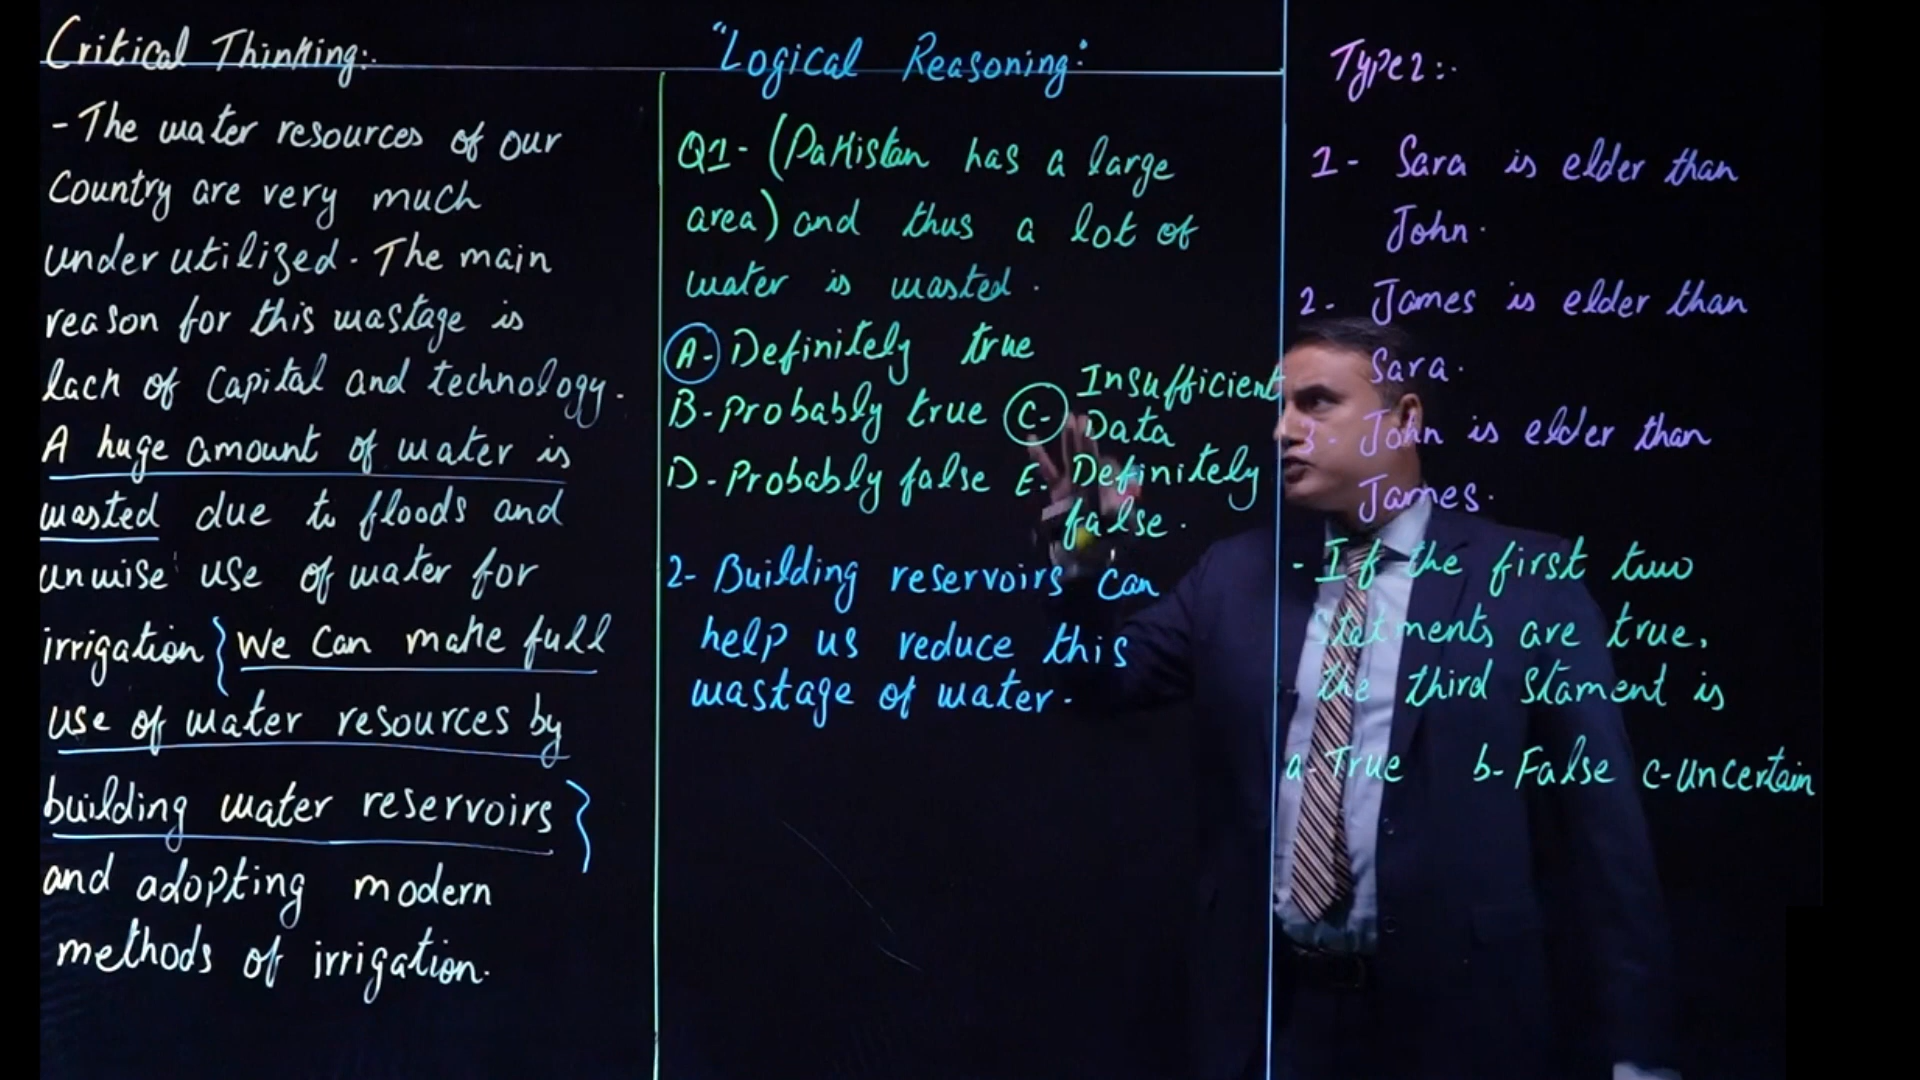 Critical Thinking:.
- The water resources of our
Country are very much
under utilized. The main
reason for this wastage is
lack of Capital and technology.
A huge amount of water is
wasted due to floods and
unwise use of water for
irrigation } We Can make full
use of water resources by
building water reservoirs }
and adopting modern
methods of irrigation.
"Logical Reasoning:"
Q1- (Pakistan has a large
area) and thus a lot of
water is wasted.
A- Definitely true
B- Probably true C- Insufficient Data
D- Probably false E. Definitely false.
2- Building reservoirs can
help us reduce this
wastage of water.
Type 2:.
1- Sara is elder than
John.
2- James is elder than
Sara.
3- John is elder than
James.
- If the first two
Statments are true,
the third Stament is
a- True b- False c- Uncertain